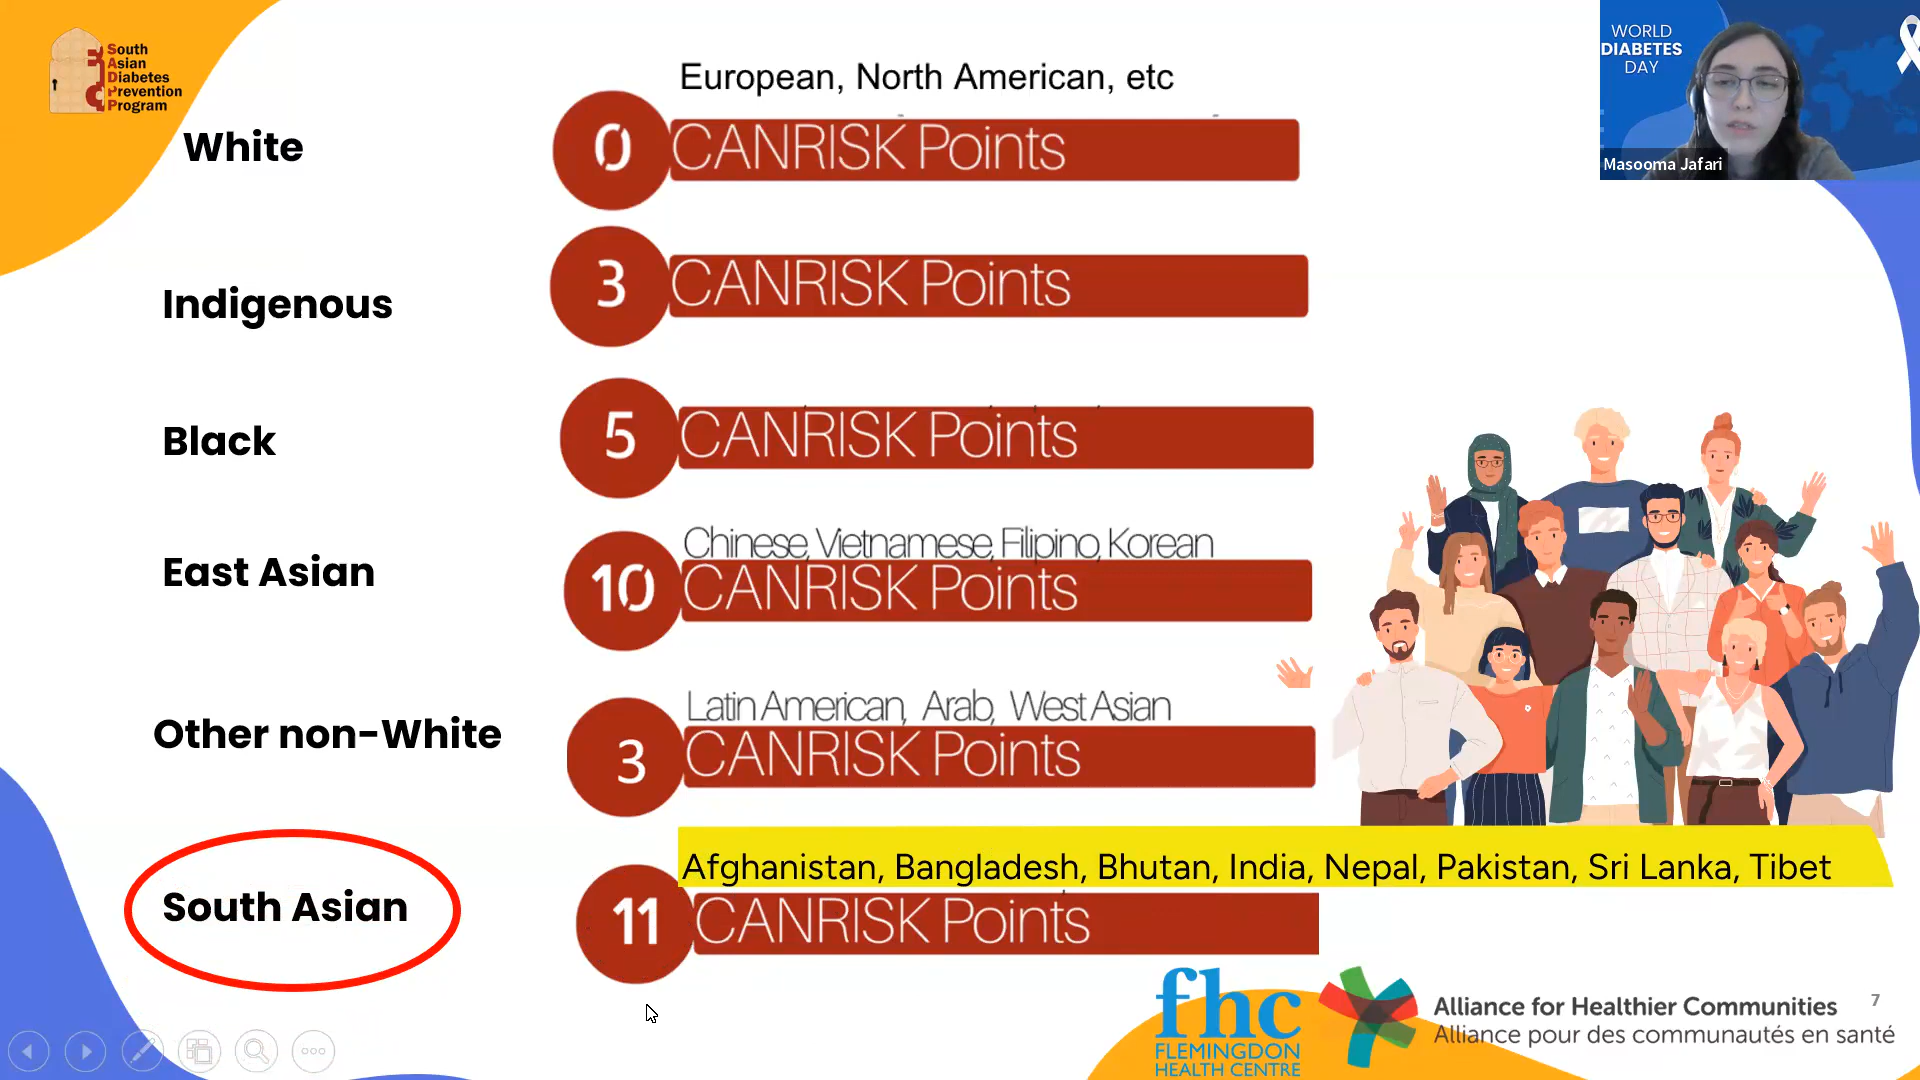 South
Asian
Diabetes
Prevention
Program
WORLD
DIABETES
DAY
Masooma Jafari
European, North American, etc
White
0
CANRISK Points
Indigenous
3
CANRISK Points
Black
5
CANRISK Points
Chinese, Vietnamese, Filipino, Korean
East Asian
10
CANRISK Points
Latin American, Arab, West Asian
Other non-White
3
CANRISK Points
Afghanistan, Bangladesh, Bhutan, India, Nepal, Pakistan, Sri Lanka, Tibet
South Asian
11
CANRISK Points
fhc
FLEMINGDON
HEALTH CENTRE
Alliance for Healthier Communities
Alliance pour des communautés en santé
7